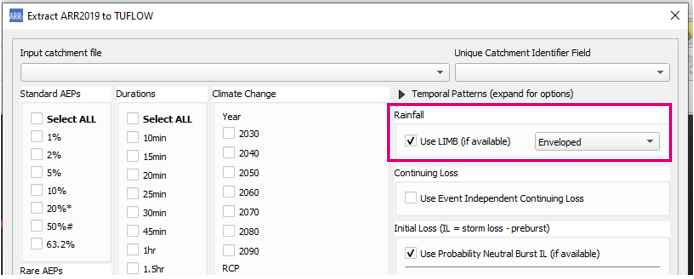 ARR Extract ARR2019 to TUFLOW
Input catchment file
Unique Catchment Identifier Field
Standard AEPs
Select ALL
1%
2%
5%
10%
20%*
50%#
63.2%
Rare AEPs
Durations
Select ALL
10min
15min
20min
25min
30min
45min
1hr
1.5hr
Climate Change
Year
2030
2040
2050
2060
2070
2080
2090
RCP
Temporal Patterns (expand for options)
Rainfall
Use LIMB (if available)
Enveloped
Continuing Loss
Use Event Independent Continuing Loss
Initial Loss (IL = storm loss - preburst)
Use Probability Neutral Burst IL (if available)